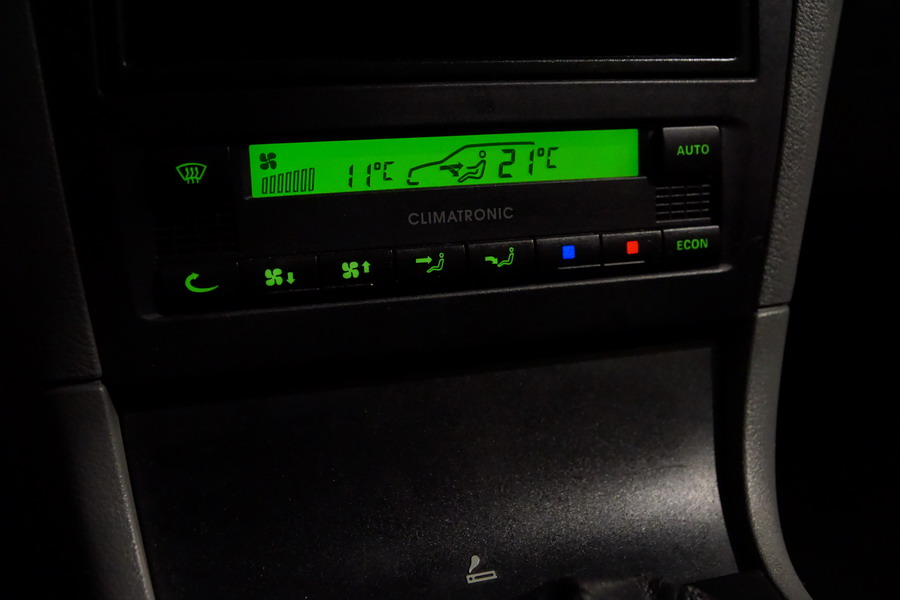 AUTO
11°C 21°C
CLIMATRONIC
ECON